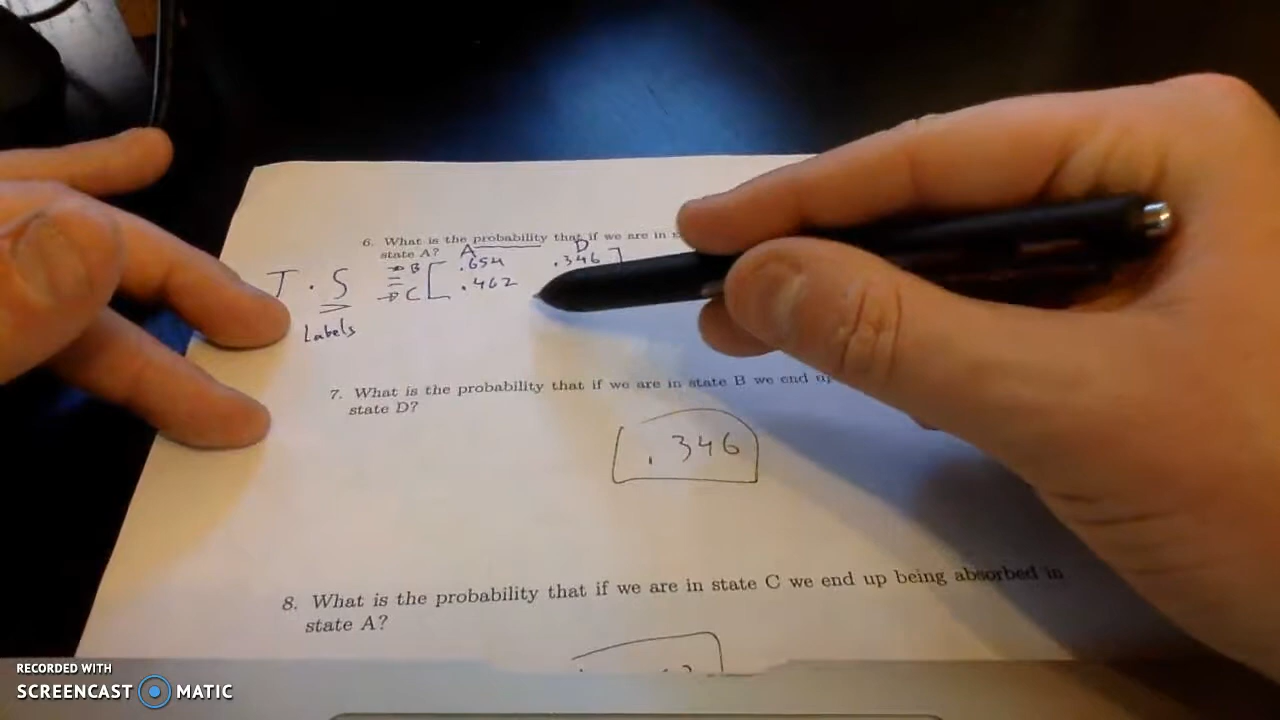 6. What is the probability that if we are in
state A? A D
B .654 .346
T . S
C .462
Labels
7. What is the probability that if we are in state B we end up
state D?
.346
8. What is the probability that if we are in state C we end up being absorbed in
state A?
RECORDED WITH
SCREENCAST MATIC